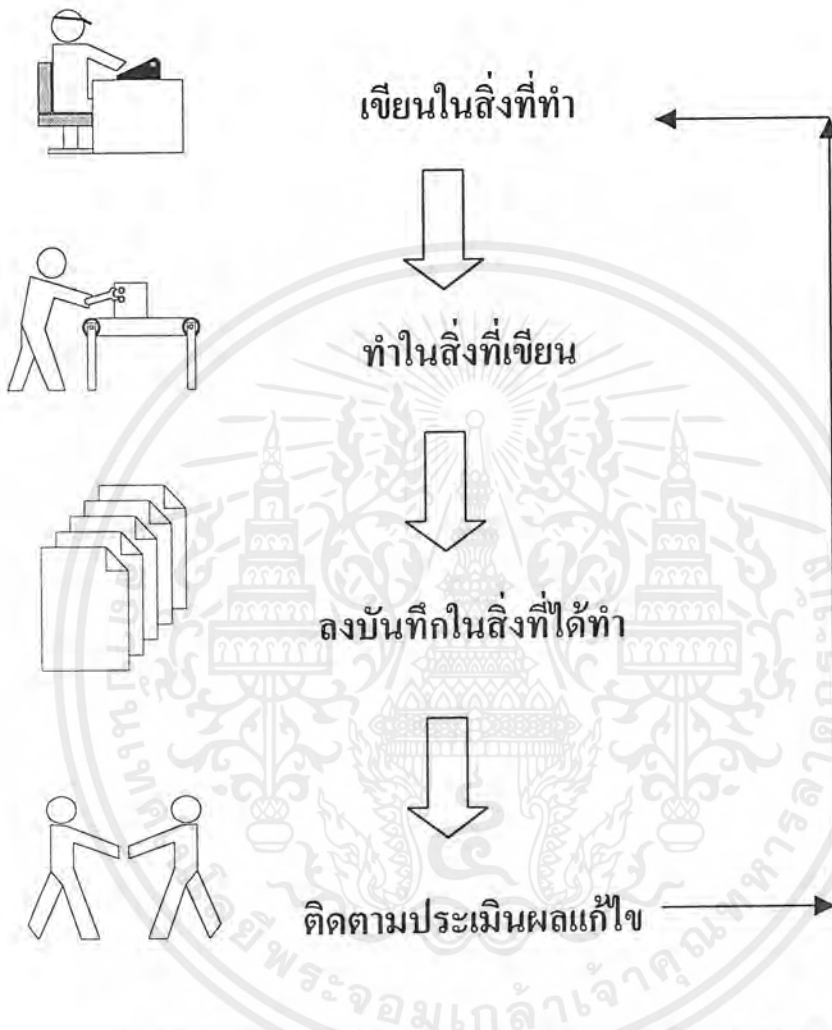 เขียนในสิ่งที่ทำ
ทำในสิ่งที่เขียน
ลงบันทึกในสิ่งที่ได้ทำ
ติดตามประเมินผลแก้ไข